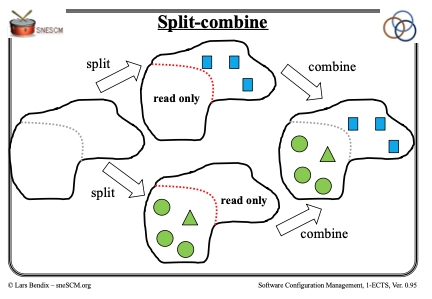 Split-combine
SNESCM
split
combine
read only
read only
split
combine
© Lars Bendix – sneSCM.org
Software Configuration Management, 1-ECTS, Ver. 0.95